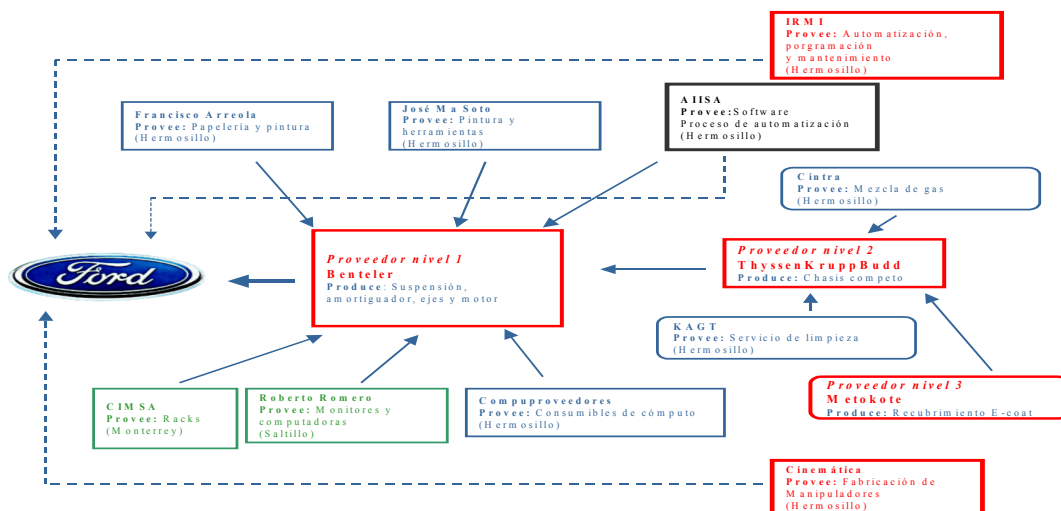 IRMI
Provee: Automatización,
porgramación
y mantenimiento
(Hermosillo)
Francisco Arreola
Provee: Papelería y pintura
(Hermosillo)
José Ma Soto
Provee: Pintura y
herramientas
(Hermosillo)
AIISA
Provee:Software
Proceso de automatización
(Hermosillo)
Cintra
Provee: Mezcla de gas
(Hermosillo)
Ford
Proveedor nivel 1
Benteler
Produce: Suspensión,
amortiguador, ejes y motor
Proveedor nivel 2
ThyssenKruppBudd
Produce: Chasis competo
KAGT
Provee: Servicio de limpieza
(Hermosillo)
Proveedor nivel 3
Metokote
Produce: Recubrimiento E-coat
CIMSA
Provee: Racks
(Monterrey)
Roberto Romero
Provee: Monitores y
computadoras
(Saltillo)
Compuproveedores
Provee: Consumibles de cómputo
(Hermosillo)
Cinemática
Provee: Fabricación de
Manipuladores
(Hermosillo)